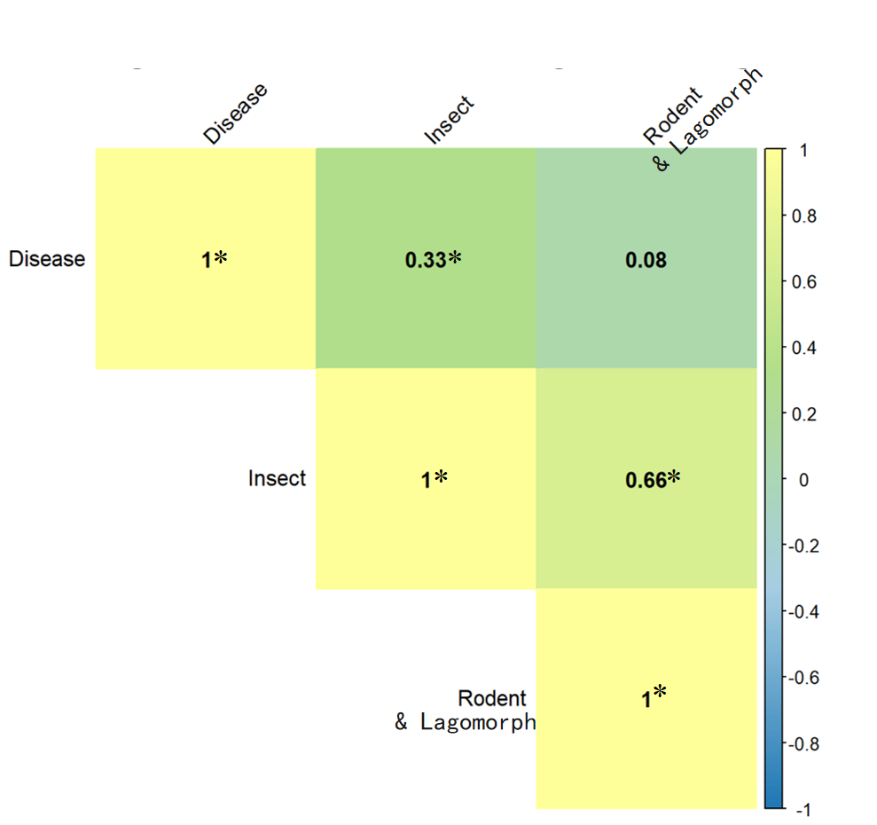 Disease
Insect
Rodent
& Lagomorph
Disease
1*
0.33*
0.08
Insect
1*
0.66*
Rodent
& Lagomorph
1*
1
0.8
0.6
0.4
0.2
0
-0.2
-0.4
-0.6
-0.8
-1